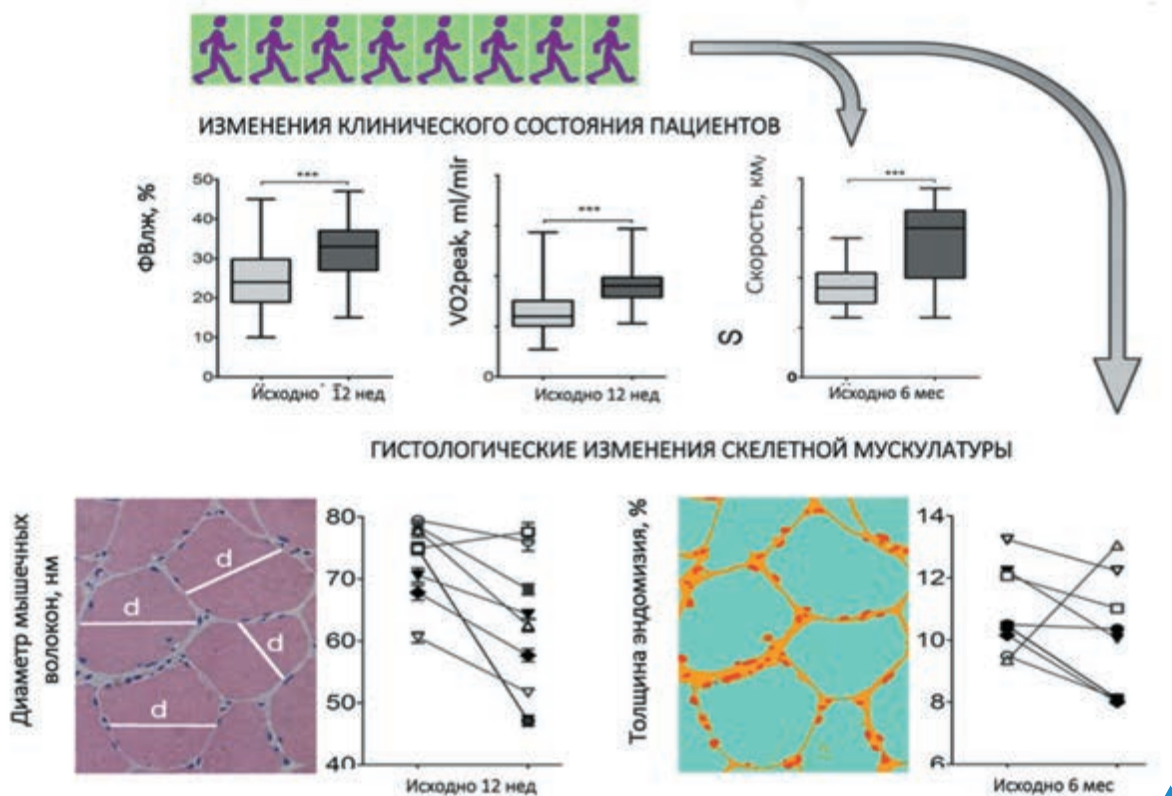 ИЗМЕНЕНИЯ КЛИНИЧЕСКОГО СОСТОЯНИЯ ПАЦИЕНТОВ
ФВлж, %
50
40
30
20
10
0
***
Исходно 12 нед
VO2peak, ml/mir
0
***
Исходно 12 нед
S
Скорость, км,
0
***
Исходно 6 мес
ГИСТОЛОГИЧЕСКИЕ ИЗМЕНЕНИЯ СКЕЛЕТНОЙ МУСКУЛАТУРЫ
Диаметр мышечных
волокон, нм
d
d
d
d
80
70
60
50
40
Исходно 12 нед
Толщина эндомизия, %
14
12
10
8
6
Исходно 6 мес